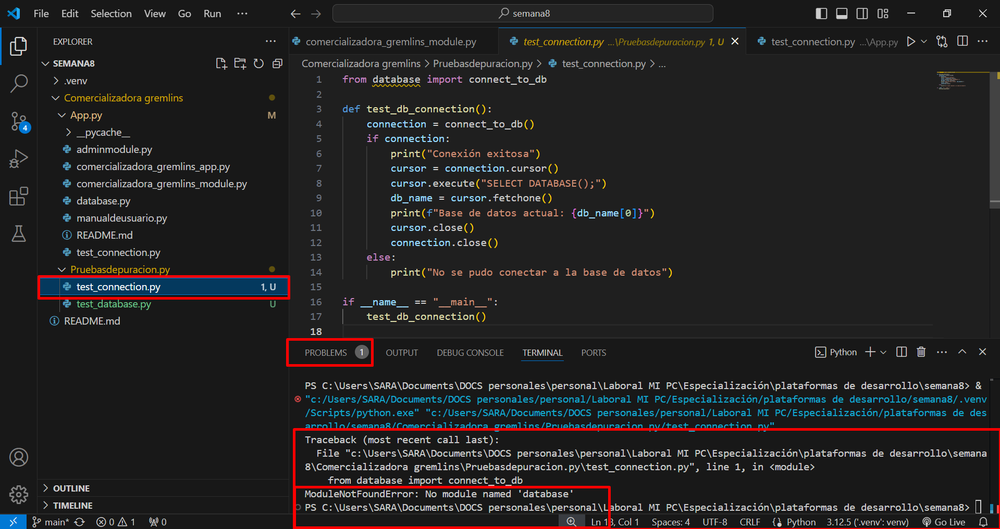 File Edit Selection View Go Run ···
semana8
EXPLORER
SEMANA8
.venv
Comercializadora gremlins
App.py M
__pycache__
adminmodule.py
comercializadora_gremlins_app.py
comercializadora_gremlins_module.py
database.py
manualdeusuario.py
README.md
test_connection.py
Pruebasdepuracion.py
test_connection.py 1, U
test_database.py U
README.md
OUTLINE
TIMELINE
4
comercializadora_gremlins_module.py
test_connection.py ...\Pruebasdepuracion.py 1, U
test_connection.py ...\App.py
Comercializadora gremlins > Pruebasdepuracion.py > test_connection.py > ...
1 from database import connect_to_db
2
3 def test_db_connection():
4     connection = connect_to_db()
5     if connection:
6         print("Conexión exitosa")
7         cursor = connection.cursor()
8         cursor.execute("SELECT DATABASE();")
9         db_name = cursor.fetchone()
10         print(f"Base de datos actual: {db_name[0]}")
11         cursor.close()
12         connection.close()
13     else:
14         print("No se pudo conectar a la base de datos")
15
16 if __name__ == "__main__":
17     test_db_connection()
18
PROBLEMS 1 OUTPUT DEBUG CONSOLE TERMINAL PORTS
Python
PS C:\Users\SARA\Documents\DOCS personales\personal\Laboral MI PC\Especialización\plataformas de desarrollo\semana8> &
"c:/Users/SARA/Documents/DOCS personales/personal/Laboral MI PC/Especialización/plataformas de desarrollo/semana8/.venv
/Scripts/python.exe" "c:/Users/SARA/Documents/DOCS personales/personal/Laboral MI PC/Especialización/plataformas de des
arrollo/semana8/Comercializadora gremlins/Pruebasdepuracion.py/test_connection.py"
Traceback (most recent call last):
  File "c:\Users\SARA\Documents\DOCS personales\personal\Laboral MI PC\Especialización\plataformas de desarrollo\semana
8\Comercializadora gremlins\Pruebasdepuracion.py\test_connection.py", line 1, in <module>
    from database import connect_to_db
ModuleNotFoundError: No module named 'database'
PS C:\Users\SARA\Documents\DOCS personales\personal\Laboral MI PC\Especialización\plataformas de desarrollo\semana8>
main* 0 1 0 Ln 18, Col 1 Spaces: 4 UTF-8 CRLF Python 3.12.5 ('.venv': venv) Go Live